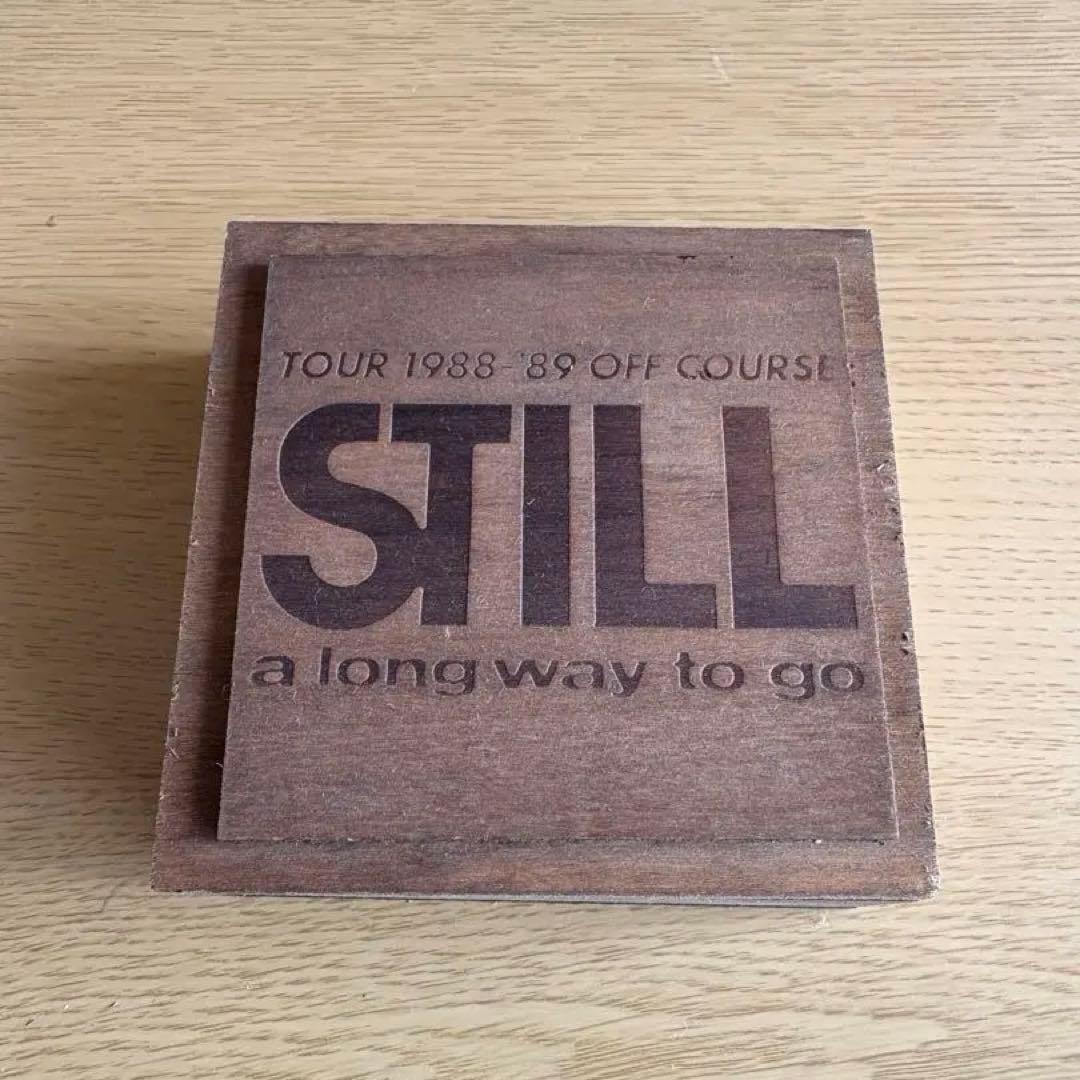 TOUR 1988-'89 OFF COURSE
STILL
a long way to go